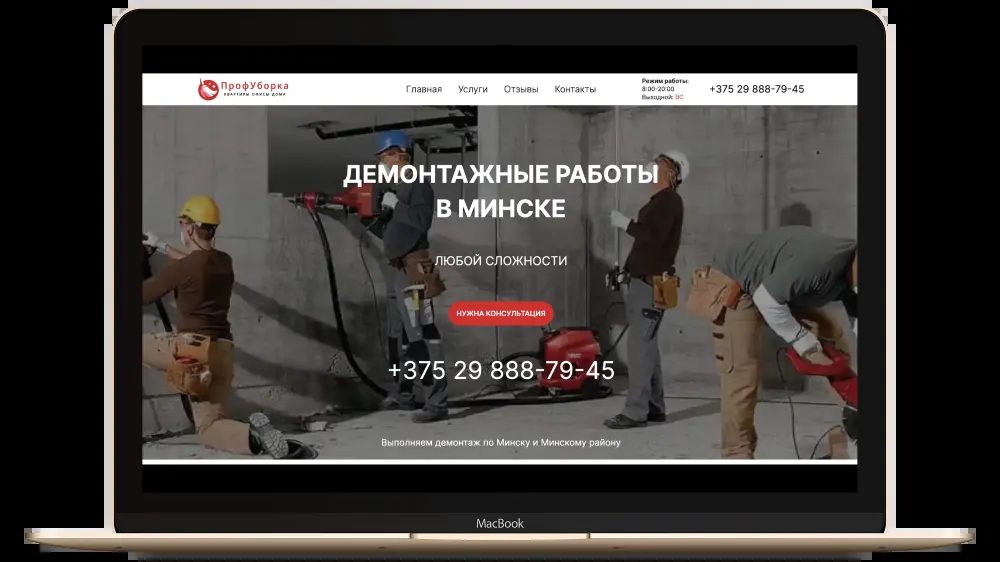 ПрофУборка
КВАРТИРЫ ОФИСЫ ДОМА
Главная Услуги Отзывы Контакты
Режим работы:
8:00-20:00
Выходной: ВС
+375 29 888-79-45
ДЕМОНТАЖНЫЕ РАБОТЫ
В МИНСКЕ
ЛЮБОЙ СЛОЖНОСТИ
НУЖНА КОНСУЛЬТАЦИЯ
+375 29 888-79-45
Выполняем демонтаж по Минску и Минскому району
MacBook